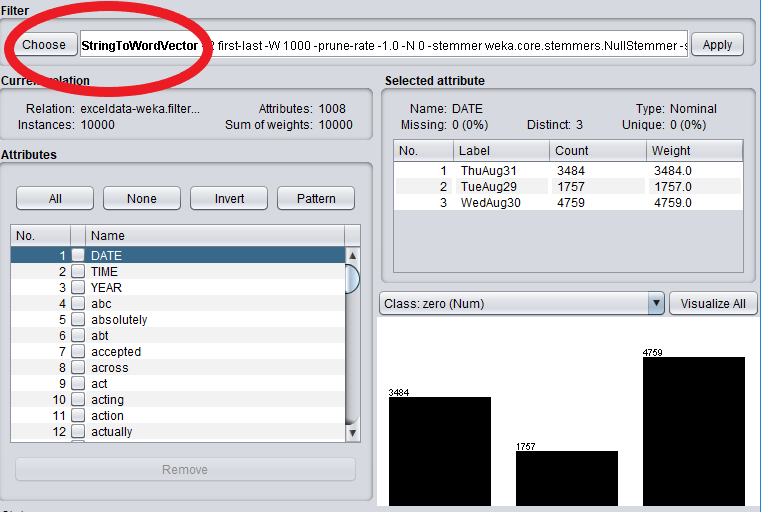 Filter
Choose StringToWordVector -R first-last -W 1000 -prune-rate -1.0 -N 0 -stemmer weka.core.stemmers.NullStemmer -s Apply
Current relation
Relation: exceldata-weka.filter... Attributes: 1008
Instances: 10000 Sum of weights: 10000
Selected attribute
Name: DATE Type: Nominal
Missing: 0 (0%) Distinct: 3 Unique: 0 (0%)
No. Label Count Weight
1 ThuAug31 3484 3484.0
2 TueAug29 1757 1757.0
3 WedAug30 4759 4759.0
Attributes
All None Invert Pattern
No. Name
1 DATE
2 TIME
3 YEAR
4 abc
5 absolutely
6 abt
7 accepted
8 across
9 act
10 acting
11 action
12 actually
Remove
Class: zero (Num) Visualize All
3484
1757
4759